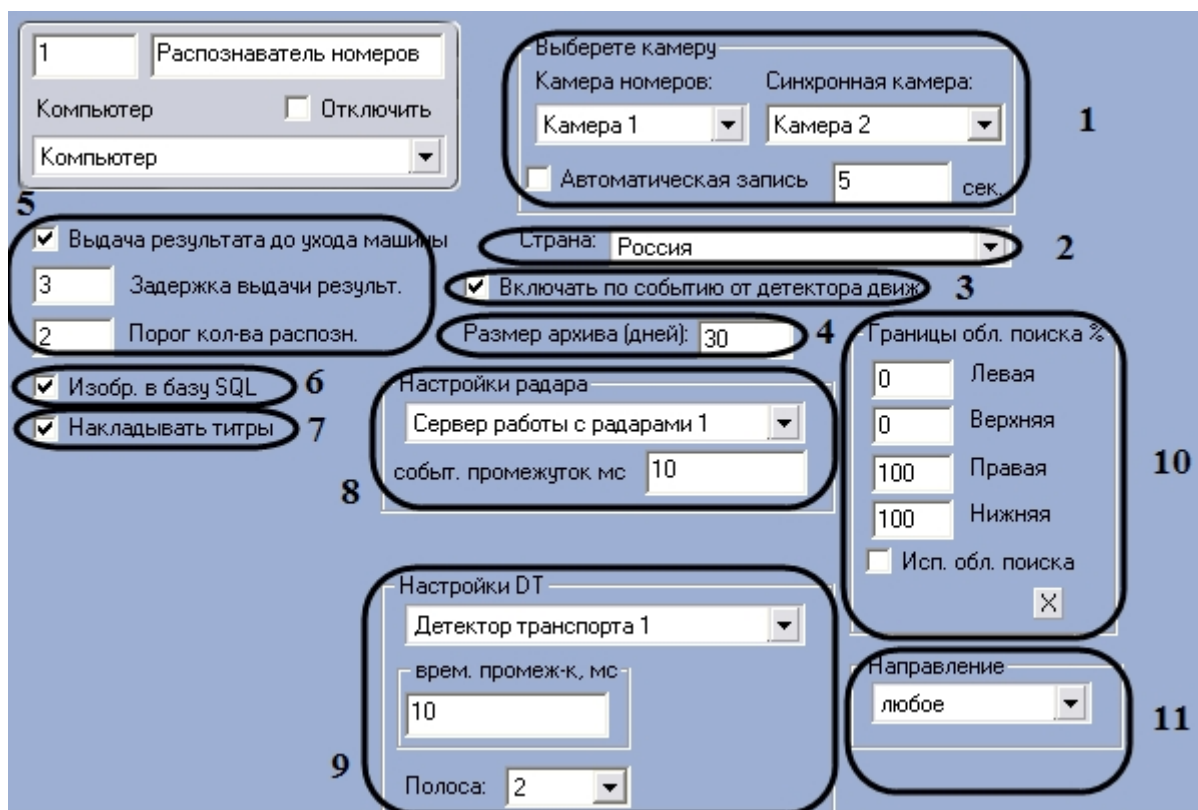 1 Распознаватель номеров
Компьютер Отключить
Компьютер
Выберете камеру
Камера номеров: Синхронная камера:
Камера 1 Камера 2
Автоматическая запись 5 сек.
1
5
Выдача результата до ухода машины
3 Задержка выдачи результ.
2 Порог кол-ва распозн.
Страна: Россия
2
Включать по событию от детектора движ
3
Размер архива (дней): 30
4
Изобр. в базу SQL
6
Накладывать титры
7
Настройки радара
Сервер работы с радарами 1
событ. промежуток мс 10
8
Границы обл. поиска %
0 Левая
0 Верхняя
100 Правая
100 Нижняя
Исп. обл. поиска
X
10
Настройки DT
Детектор транспорта 1
врем. промеж-к, мс
10
Полоса: 2
9
Направление
любое
11